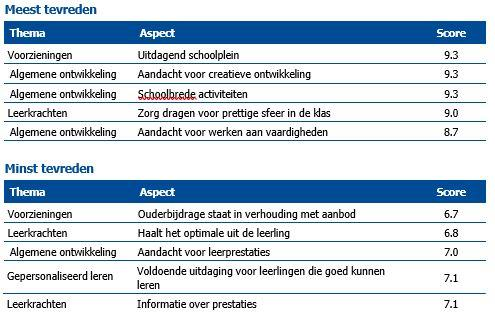 Meest tevreden
Thema Aspect Score
Voorzieningen Uitdagend schoolplein 9.3
Algemene ontwikkeling Aandacht voor creatieve ontwikkeling 9.3
Algemene ontwikkeling Schoolbrede activiteiten 9.3
Leerkrachten Zorg dragen voor prettige sfeer in de klas 9.0
Algemene ontwikkeling Aandacht voor werken aan vaardigheden 8.7
Minst tevreden
Thema Aspect Score
Voorzieningen Ouderbijdrage staat in verhouding met aanbod 6.7
Leerkrachten Haalt het optimale uit de leerling 6.8
Algemene ontwikkeling Aandacht voor leerprestaties 7.0
Gepersonaliseerd leren Voldoende uitdaging voor leerlingen die goed kunnen
leren 7.1
Leerkrachten Informatie over prestaties 7.1